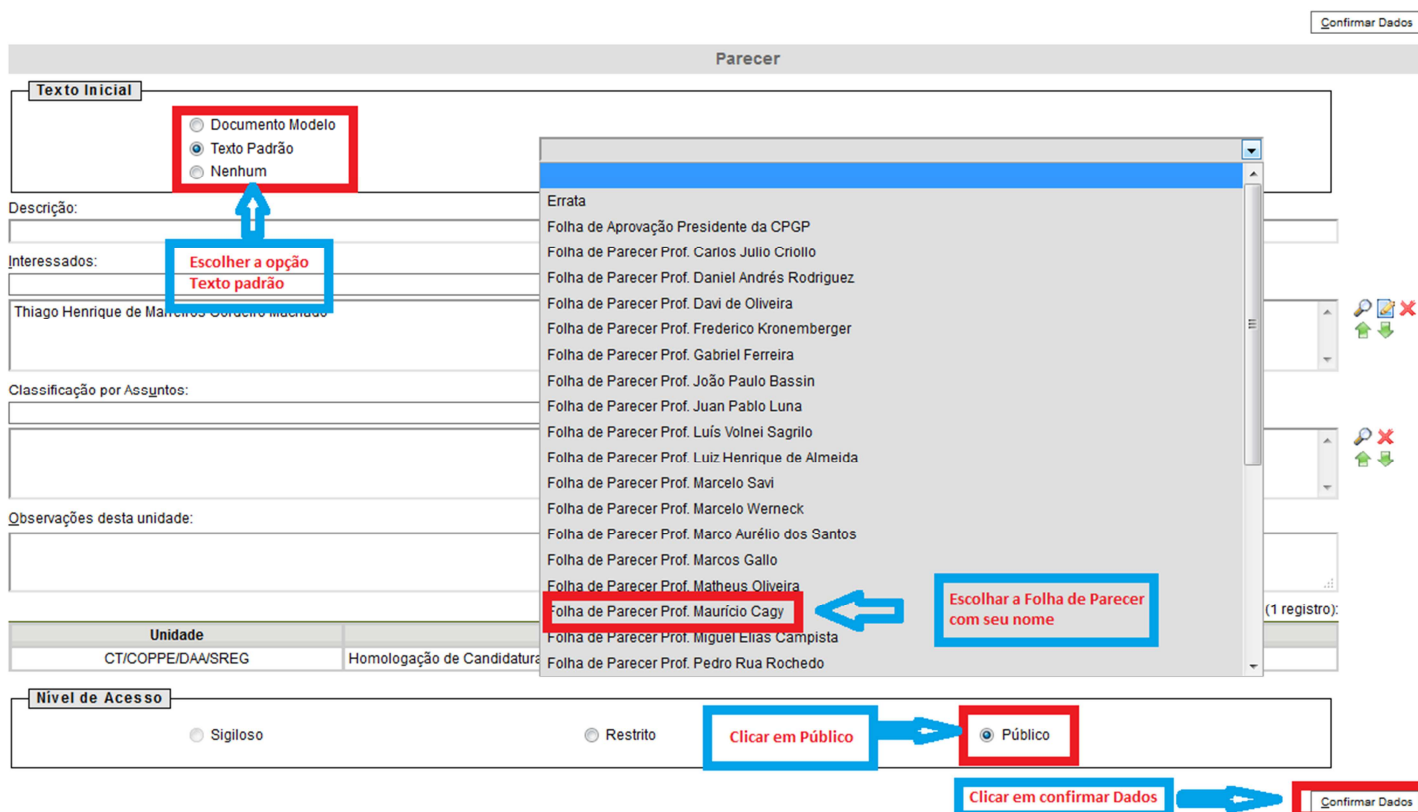 Confirmar Dados
Parecer
Texto Inicial
Documento Modelo
Texto Padrão
Nenhum
Errata
Folha de Aprovação Presidente da CPGP
Folha de Parecer Prof. Carlos Julio Criollo
Folha de Parecer Prof. Daniel Andrés Rodriguez
Folha de Parecer Prof. Davi de Oliveira
Folha de Parecer Prof. Frederico Kronemberger
Folha de Parecer Prof. Gabriel Ferreira
Folha de Parecer Prof. João Paulo Bassin
Folha de Parecer Prof. Juan Pablo Luna
Folha de Parecer Prof. Luís Volnei Sagrilo
Folha de Parecer Prof. Luiz Henrique de Almeida
Folha de Parecer Prof. Marcelo Savi
Folha de Parecer Prof. Marcelo Werneck
Folha de Parecer Prof. Marco Aurélio dos Santos
Folha de Parecer Prof. Marcos Gallo
Folha de Parecer Prof. Matheus Oliveira
Folha de Parecer Prof. Maurício Cagy
Folha de Parecer Prof. Miguel Elias Campista
Folha de Parecer Prof. Pedro Rua Rochedo
Escolhar a Folha de Parecer
com seu nome
Descrição:
Interessados:
Escolher a opção
Texto padrão
Thiago Henrique de Marreiros Cordeiro Machado
Classificação por Assuntos:
Observações desta unidade:
(1 registro):
Unidade
CT/COPPE/DAA/SREG Homologação de Candidatura
Nível de Acesso
Sigiloso
Restrito
Clicar em Público
Público
Clicar em confirmar Dados
Confirmar Dados